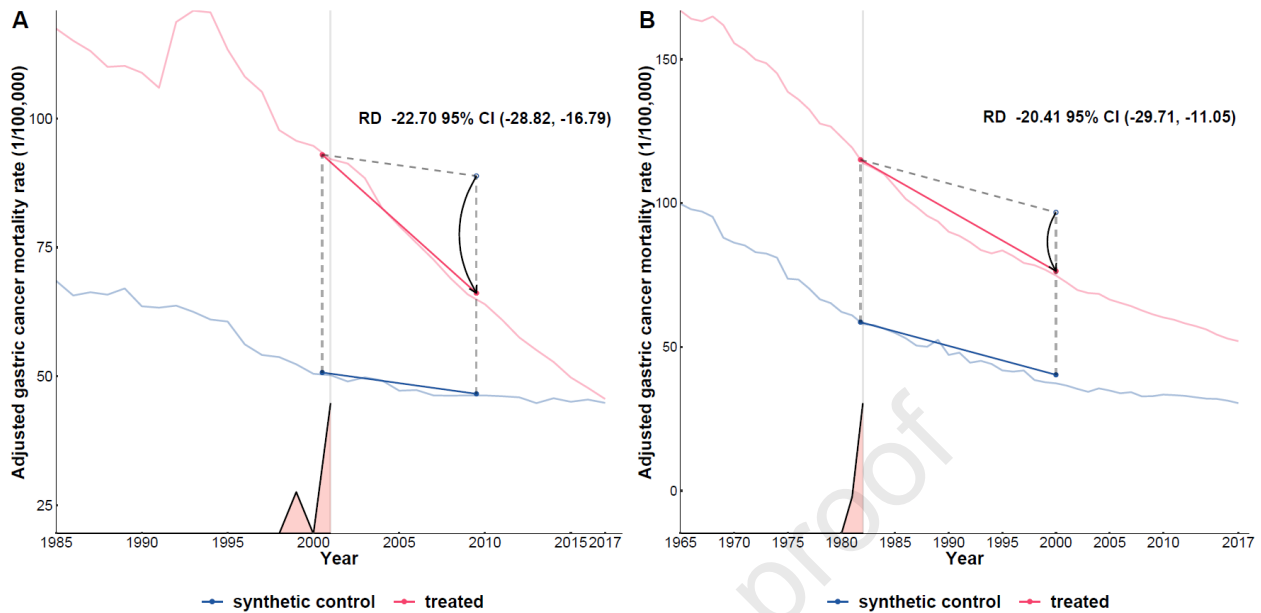 A
Adjusted gastric cancer mortality rate (1/100,000)
100
75
50
25
RD -22.70 95% CI (-28.82, -16.79)
1985 1990 1995 2000 2005 2010 2015 2017
Year
synthetic control treated
B
Adjusted gastric cancer mortality rate (1/100,000)
150
100
50
0
RD -20.41 95% CI (-29.71, -11.05)
1965 1970 1975 1980 1985 1990 1995 2000 2005 2010 2017
Year
synthetic control treated
proof